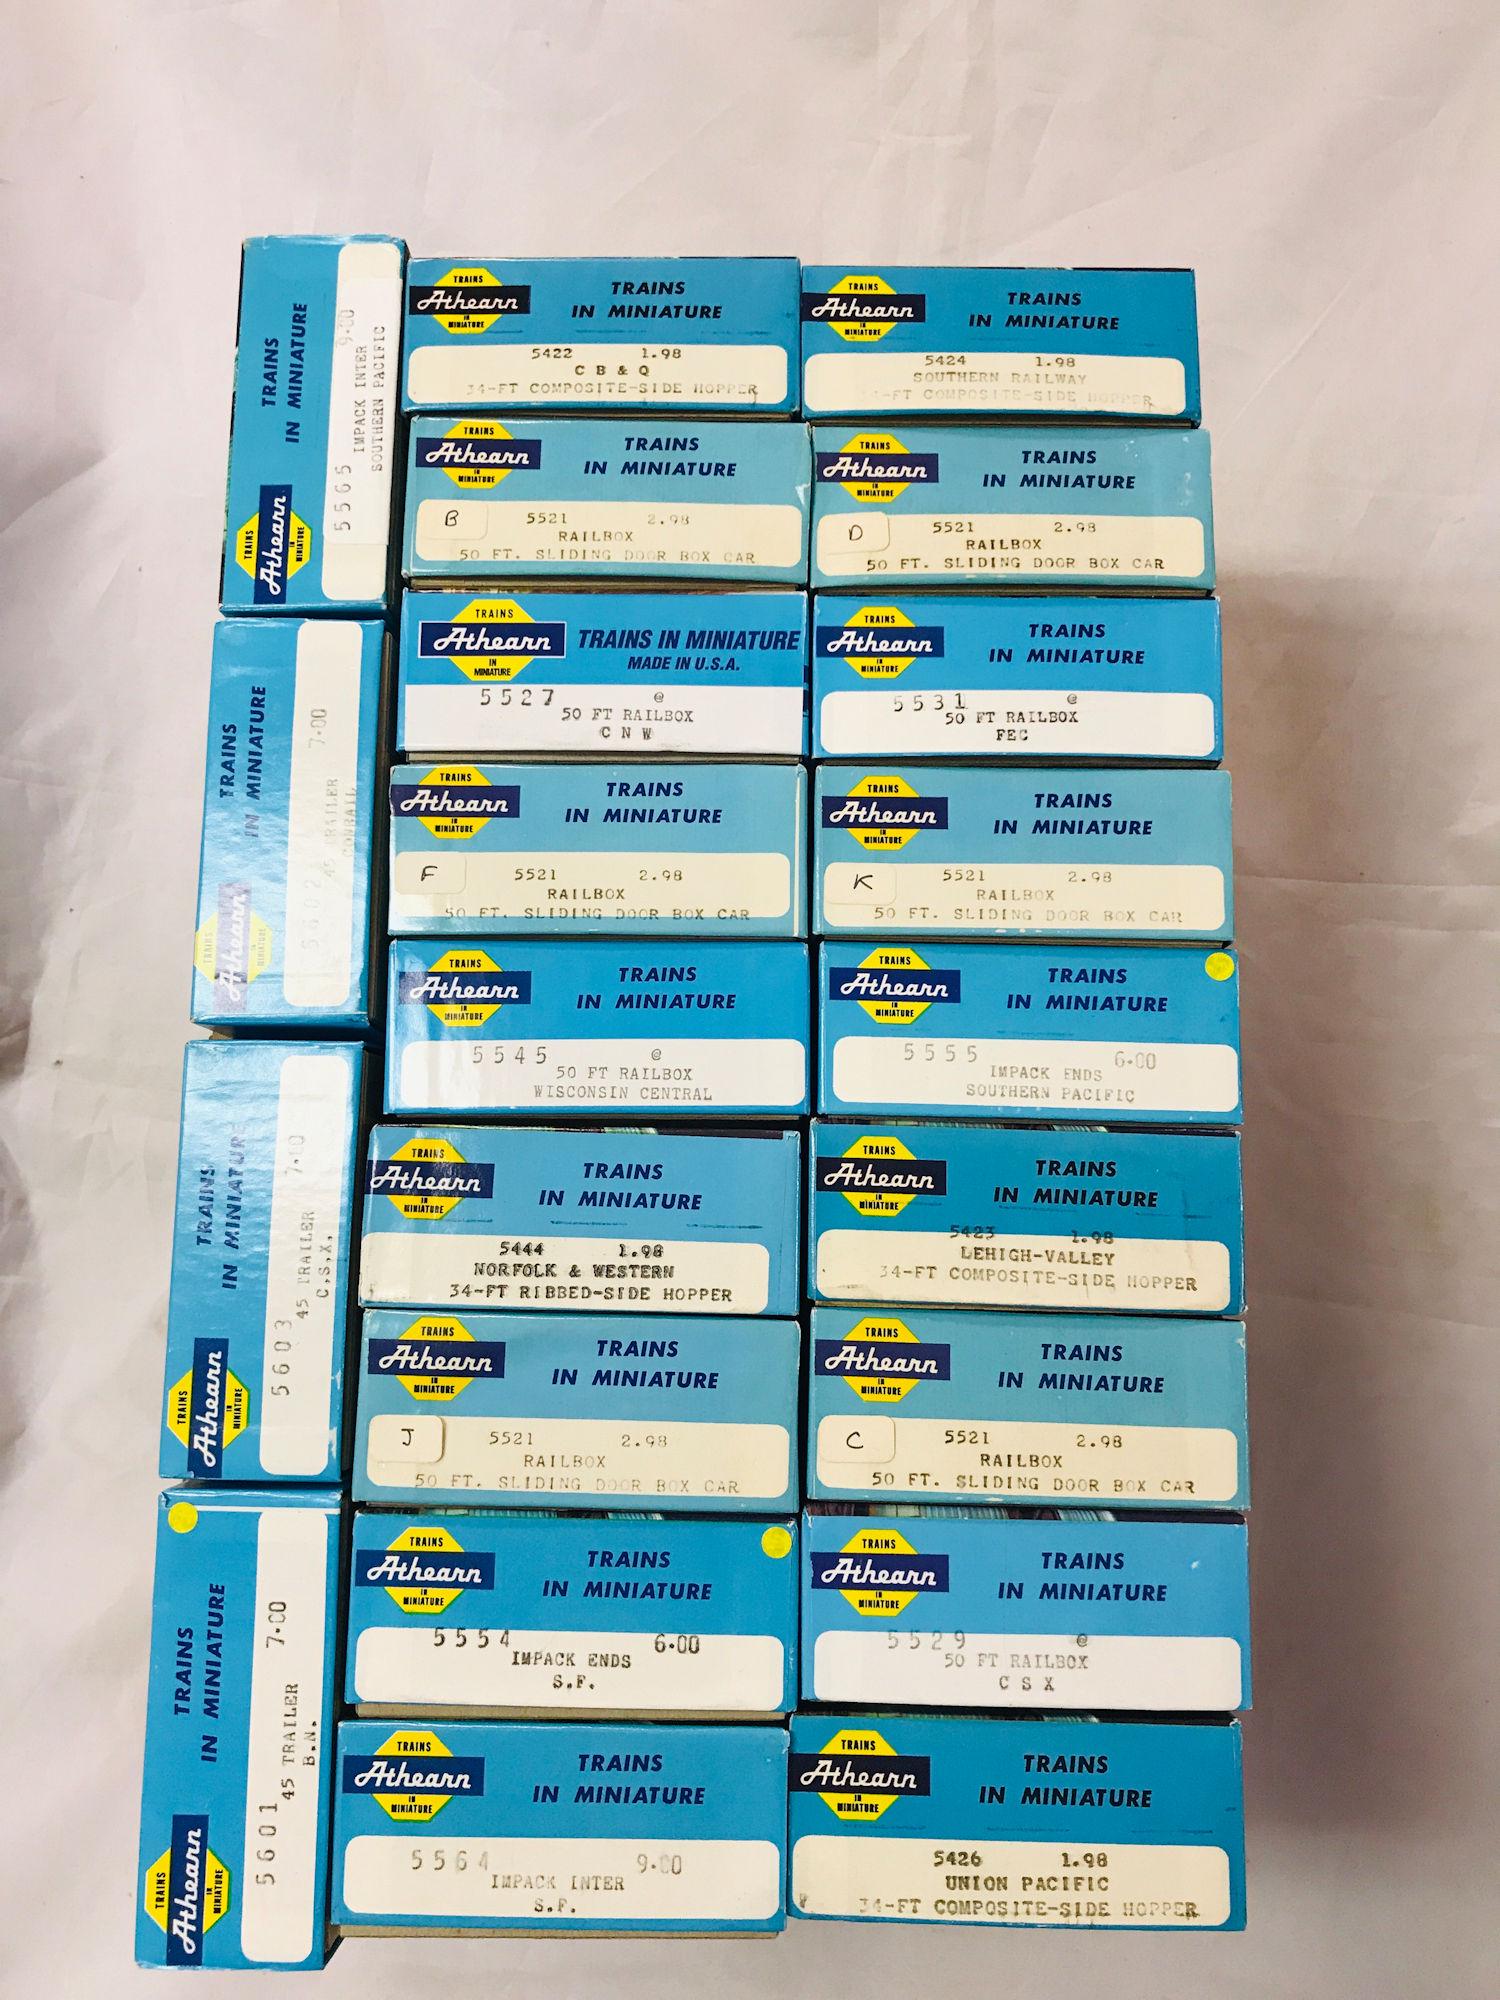 TRAINS
IN MINIATURE
TRAINS
Athearn
IN
MINIATURE
5565 9.00
IMPACK INTER
SOUTHERN PACIFIC
TRAINS
IN MINIATURE
TRAINS
Athearn
IN
MINIATURE
5602 7.00
45 TRAILER
CONRAIL
TRAINS
IN MINIATURE
TRAINS
Athearn
IN
MINIATURE
5603 7.00
45 TRAILER
C.S.X.
TRAINS
IN MINIATURE
TRAINS
Athearn
IN
MINIATURE
5601 7.00
45 TRAILER
B.N.
TRAINS
Athearn
IN
MINIATURE
TRAINS
IN MINIATURE
5422 1.98
C B & Q
34-FT COMPOSITE-SIDE HOPPER
TRAINS
Athearn
IN
MINIATURE
TRAINS
IN MINIATURE
5424 1.98
SOUTHERN RAILWAY
34-FT COMPOSITE-SIDE HOPPER
TRAINS
Athearn
IN
MINIATURE
TRAINS
IN MINIATURE
B 5521 2.98
RAILBOX
50 FT. SLIDING DOOR BOX CAR
TRAINS
Athearn
IN
MINIATURE
TRAINS
IN MINIATURE
D 5521 2.98
RAILBOX
50 FT. SLIDING DOOR BOX CAR
TRAINS
Athearn
IN
MINIATURE
TRAINS IN MINIATURE
MADE IN U.S.A.
5527 @
50 FT RAILBOX
C N W
TRAINS
Athearn
IN
MINIATURE
TRAINS
IN MINIATURE
5531 @
50 FT RAILBOX
FEC
TRAINS
Athearn
IN
MINIATURE
TRAINS
IN MINIATURE
F 5521 2.98
RAILBOX
50 FT. SLIDING DOOR BOX CAR
TRAINS
Athearn
IN
MINIATURE
TRAINS
IN MINIATURE
K 5521 2.98
RAILBOX
50 FT. SLIDING DOOR BOX CAR
TRAINS
Athearn
IN
MINIATURE
TRAINS
IN MINIATURE
5545 @
50 FT RAILBOX
WISCONSIN CENTRAL
TRAINS
Athearn
IN
MINIATURE
TRAINS
IN MINIATURE
5555 6.00
IMPACK ENDS
SOUTHERN PACIFIC
TRAINS
Athearn
IN
MINIATURE
TRAINS
IN MINIATURE
5444 1.98
NORFOLK & WESTERN
34-FT RIBBED-SIDE HOPPER
TRAINS
Athearn
IN
MINIATURE
TRAINS
IN MINIATURE
5423 1.98
LEHIGH-VALLEY
34-FT COMPOSITE-SIDE HOPPER
TRAINS
Athearn
IN
MINIATURE
TRAINS
IN MINIATURE
J 5521 2.98
RAILBOX
50 FT. SLIDING DOOR BOX CAR
TRAINS
Athearn
IN
MINIATURE
TRAINS
IN MINIATURE
C 5521 2.98
RAILBOX
50 FT. SLIDING DOOR BOX CAR
TRAINS
Athearn
IN
MINIATURE
TRAINS
IN MINIATURE
5554 6.00
IMPACK ENDS
S.F.
TRAINS
Athearn
IN
MINIATURE
TRAINS
IN MINIATURE
5529 @
50 FT RAILBOX
C S X
TRAINS
Athearn
IN
MINIATURE
TRAINS
IN MINIATURE
5564 9.00
IMPACK INTER
S.F.
TRAINS
Athearn
IN
MINIATURE
TRAINS
IN MINIATURE
5426 1.98
UNION PACIFIC
34-FT COMPOSITE-SIDE HOPPER